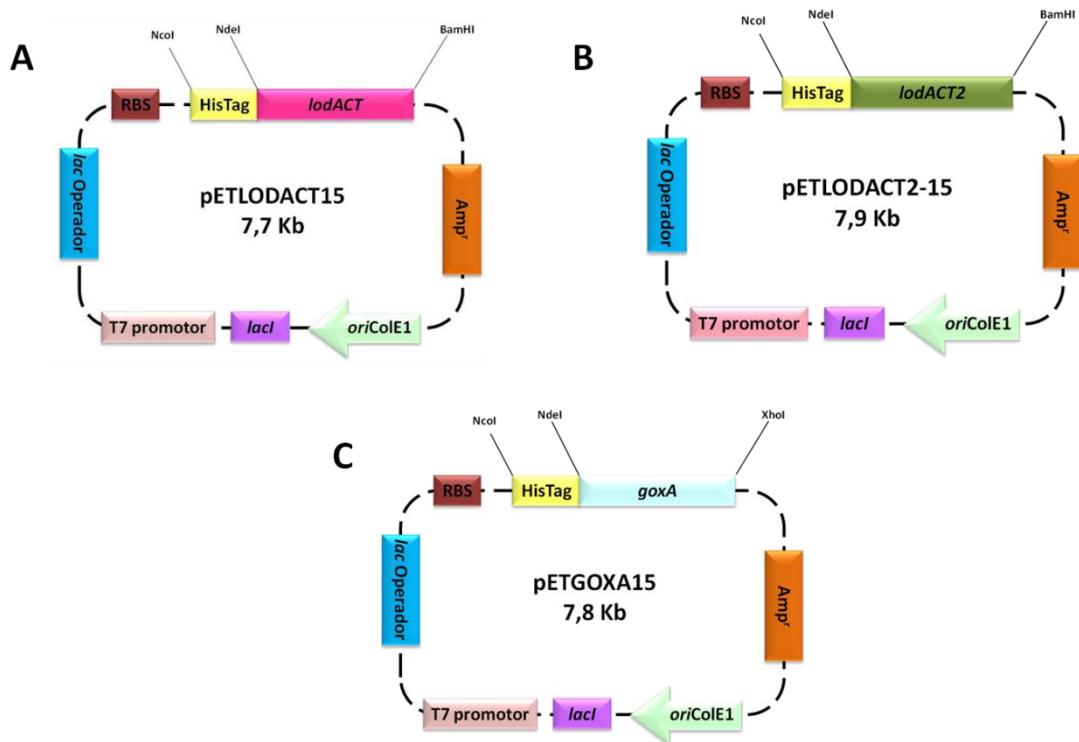 A
NcoI
NdeI
BamHI
RBS
HisTag
lodACT
lac Operador
pETLODACT15
7,7 Kb
Ampr
T7 promotor
lacI
oriColE1
B
NcoI
NdeI
BamHI
RBS
HisTag
lodACT2
lac Operador
pETLODACT2-15
7,9 Kb
Ampr
T7 promotor
lacI
oriColE1
C
NcoI
NdeI
XhoI
RBS
HisTag
goxA
lac Operador
pETGOXA15
7,8 Kb
Ampr
T7 promotor
lacI
oriColE1